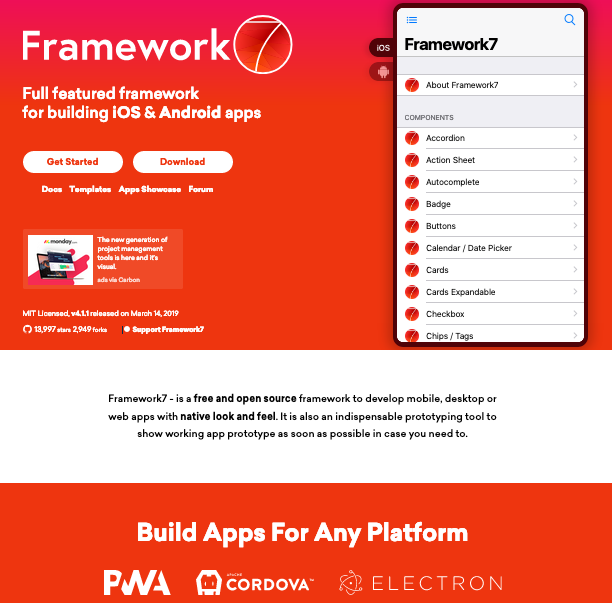 Framework
Full featured framework
for building iOS & Android apps
Get Started
Download
Docs Templates Apps Showcase Forum
monday.com
The new generation of
project management
tools is here and it's
visual.
ads via Carbon
MIT Licensed, v4.1.1 released on March 14, 2019
13,997 stars 2,949 forks
Support Framework7
iOS
Framework7
About Framework7
COMPONENTS
Accordion
Action Sheet
Autocomplete
Badge
Buttons
Calendar / Date Picker
Cards
Cards Expandable
Checkbox
Chips / Tags
Framework7 - is a free and open source framework to develop mobile, desktop or
web apps with native look and feel. It is also an indispensable prototyping tool to
show working app prototype as soon as possible in case you need to.
Build Apps For Any Platform
PWA
APACHE
CORDOVA™
ELECTRON